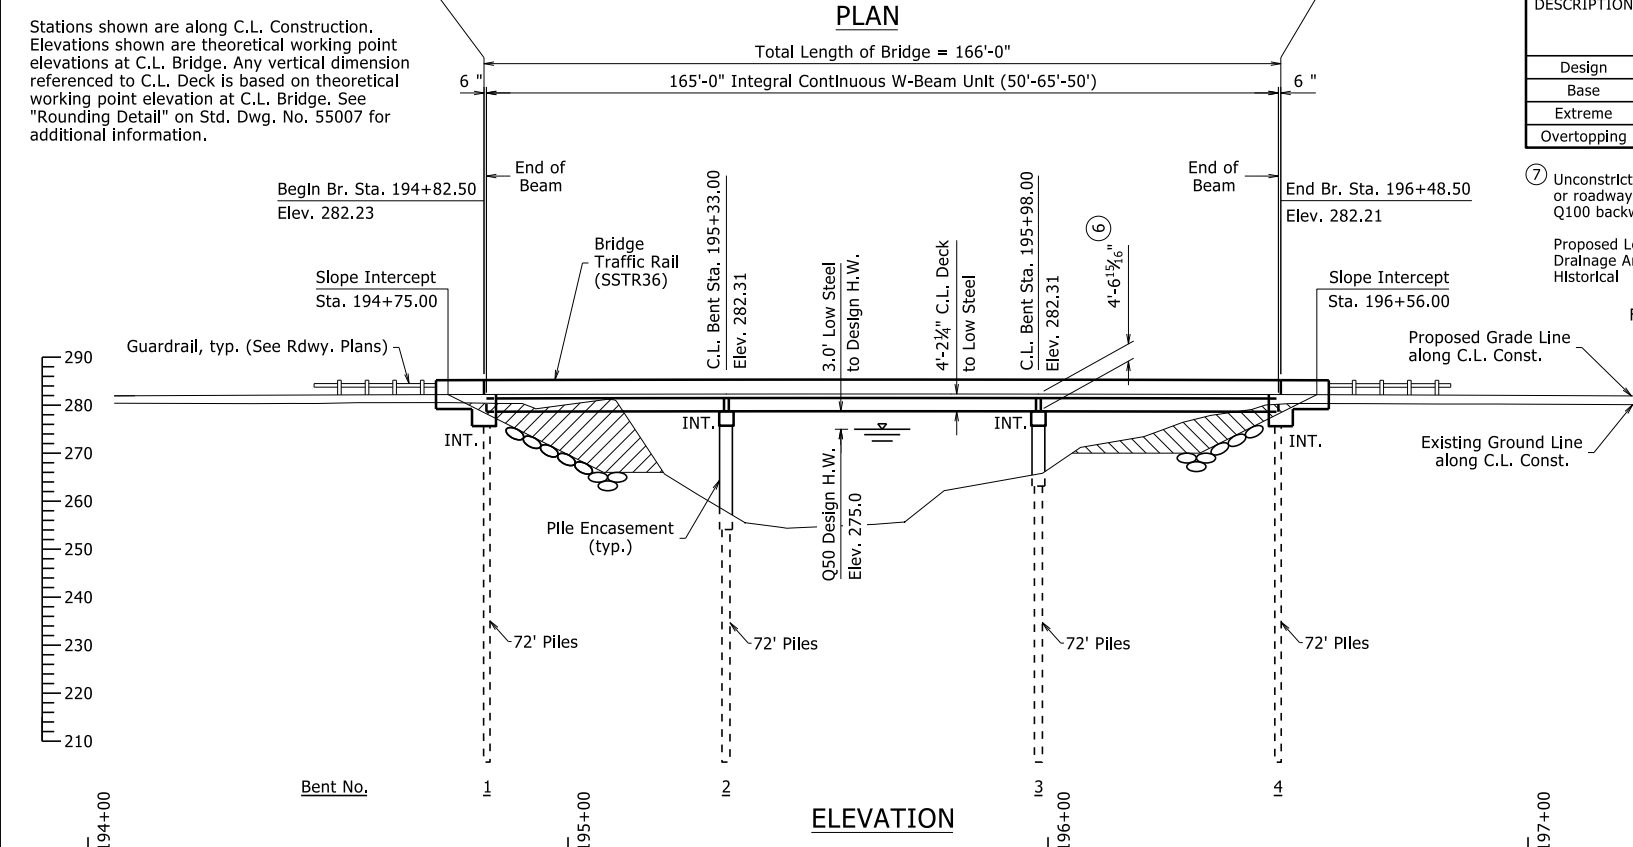 Stations shown are along C.L. Construction.
Elevations shown are theoretical working point
elevations at C.L. Bridge. Any vertical dimension
referenced to C.L. Deck is based on theoretical
working point elevation at C.L. Bridge. See
"Rounding Detail" on Std. Dwg. No. 55007 for
additional information.
PLAN
Total Length of Bridge = 166'-0"
6 "
165'-0" Integral Continuous W-Beam Unit (50'-65'-50')
6 "
DESCRIPTION
Design
Base
Extreme
Overtopping
7
or roadway
Q100
Proposed
Drainage
Historical
End of
Beam
End of
Beam
Begin Br. Sta. 194+82.50
Elev. 282.23
End Br. Sta. 196+48.50
Elev. 282.21
C.L. Bent Sta. 195+33.00
Elev. 282.31
3.0' Low Steel
to Design H.W.
4'-2¼" C.L. Deck
to Low Steel
C.L. Bent Sta. 195+98.00
Elev. 282.31
6
4'-6 15/16"
Bridge
Traffic Rail
(SSTR36)
Slope Intercept
Sta. 194+75.00
Slope Intercept
Sta. 196+56.00
Guardrail, typ. (See Rdwy. Plans)
Proposed Grade Line
along C.L. Const.
Existing Ground Line
along C.L. Const.
290
280
270
260
250
240
230
220
210
INT.
INT.
INT.
INT.
Pile Encasement
(typ.)
Q50 Design H.W.
Elev. 275.0
72' Piles
72' Piles
72' Piles
72' Piles
Bent No.
1
2
3
4
194+00
195+00
196+00
197+00
ELEVATION